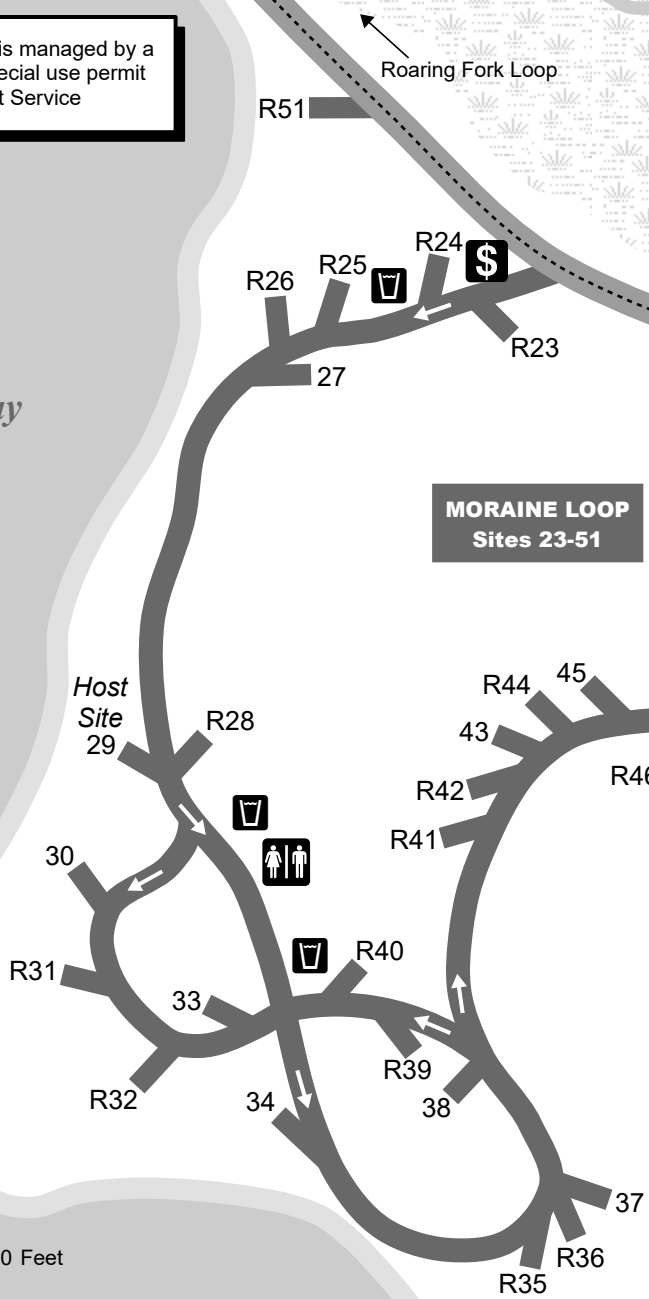 is managed by a
ecial use permit
t Service
Roaring Fork Loop
R51
R24
$
R25
R26
R23
27
MORAINE LOOP
Sites 23-51
Host
Site
29
R28
45
R44
43
R42
R46
R41
30
R31
33
R40
R32
R39
34
38
37
R36
R35
0 Feet